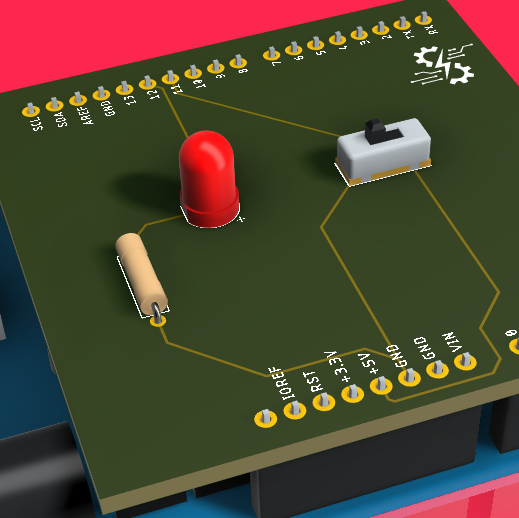 SCL
SDA
AREF
GND
13
12
11
10
9
8
7
6
5
4
3
2
TX
RX
+
IOREF
RST
+3.3V
+5V
GND
GND
VIN
0